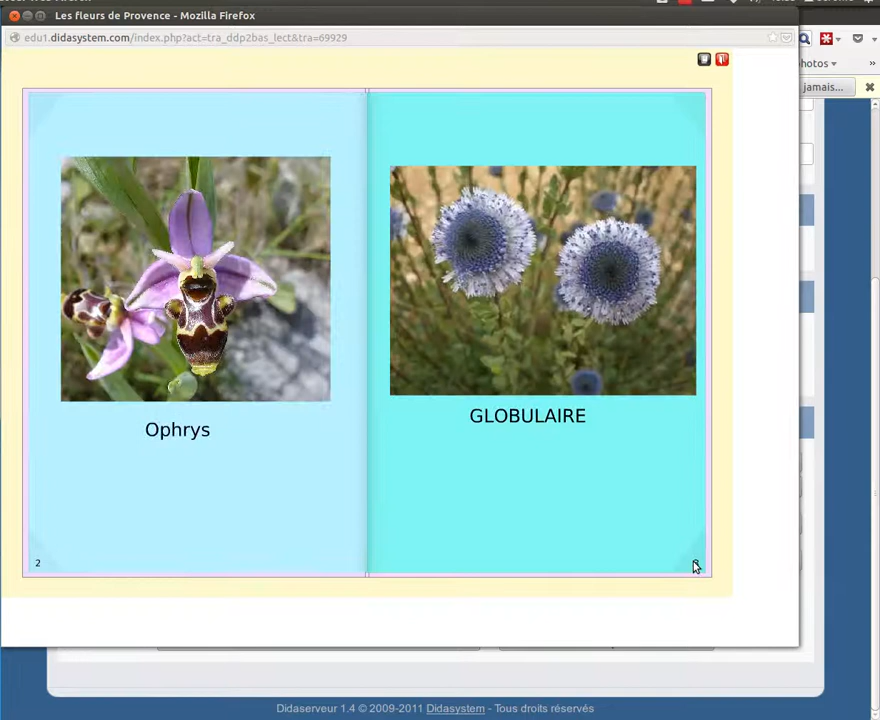 Les fleurs de Provence - Mozilla Firefox
edu1.didasystem.com/index.php?act=tra_ddp2bas_lect&tra=69929
photos
jamais...
Ophrys
GLOBULAIRE
2
Didaserveur 1.4 © 2009-2011 Didasystem - Tous droits réservés